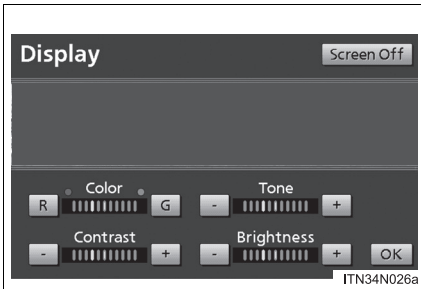 Display Screen Off
Color Tone
R G - +
Contrast Brightness
- + - + OK
ITN34N026a